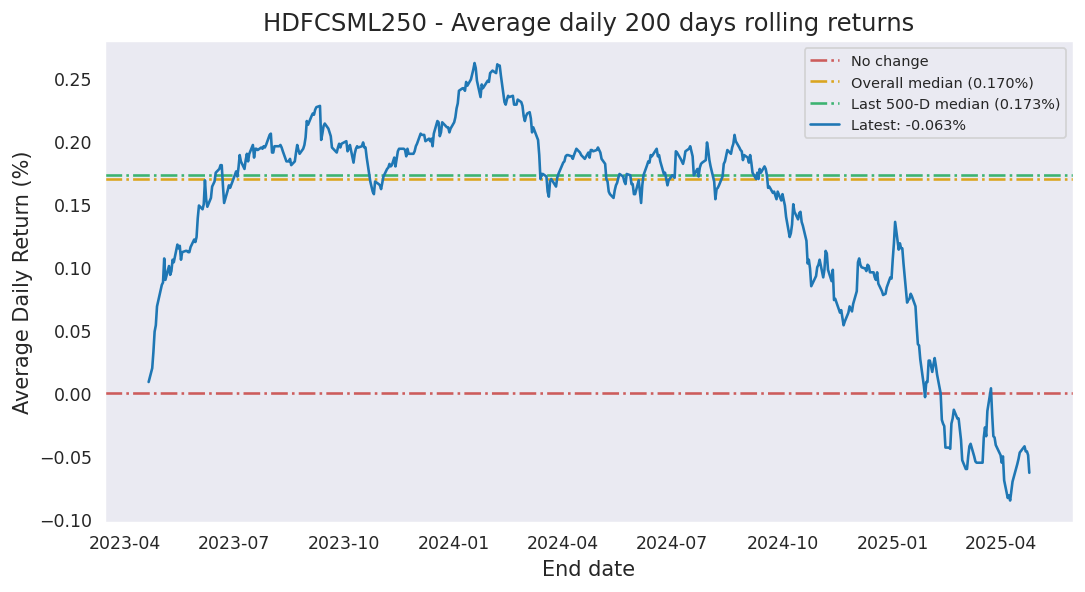 HDFCSML250 - Average daily 200 days rolling returns
No change
Overall median (0.170%)
Last 500-D median (0.173%)
Latest: -0.063%
Average Daily Return (%)
0.25
0.20
0.15
0.10
0.05
0.00
−0.05
−0.10
2023-04 2023-07 2023-10 2024-01 2024-04 2024-07 2024-10 2025-01 2025-04
End date